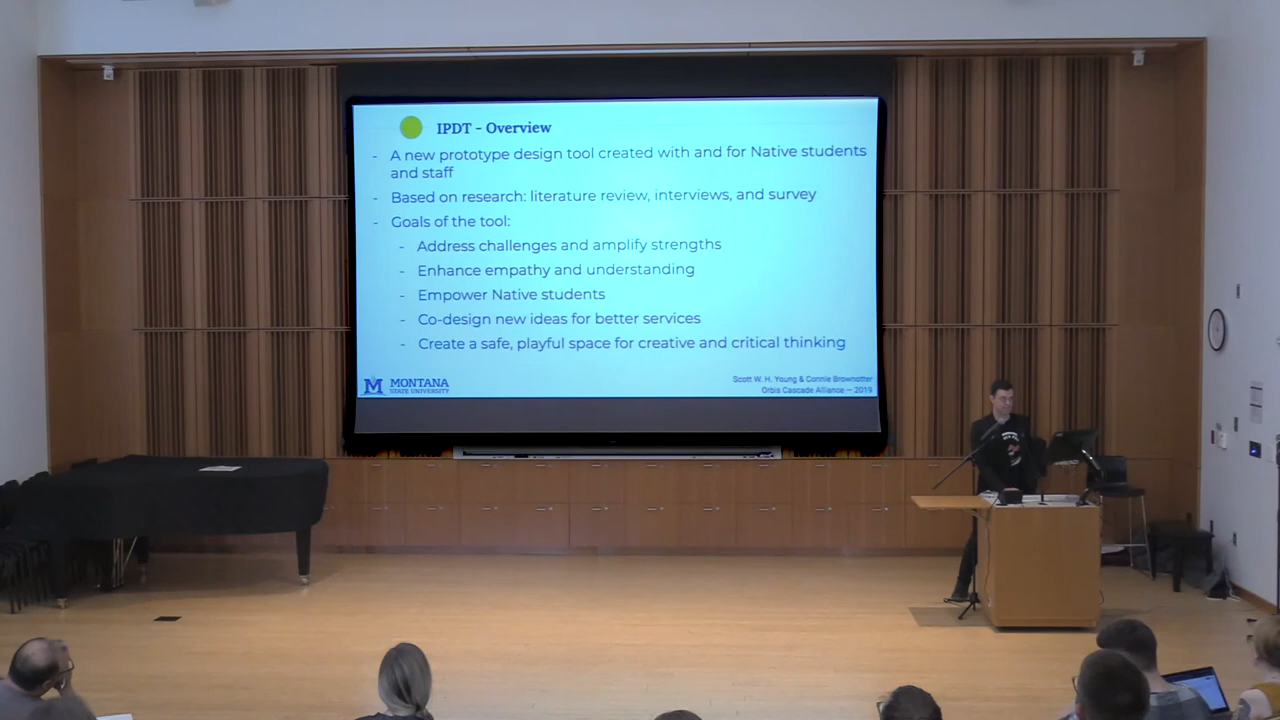 IPDT - Overview
- A new prototype design tool created with and for Native students
and staff
- Based on research: literature review, interviews, and survey
- Goals of the tool:
- Address challenges and amplify strengths
- Enhance empathy and understanding
- Empower Native students
- Co-design new ideas for better services
- Create a safe, playful space for creative and critical thinking
M MONTANA
STATE UNIVERSITY
Scott W. H. Young & Connie Brownotter
Orbis Cascade Alliance – 2019